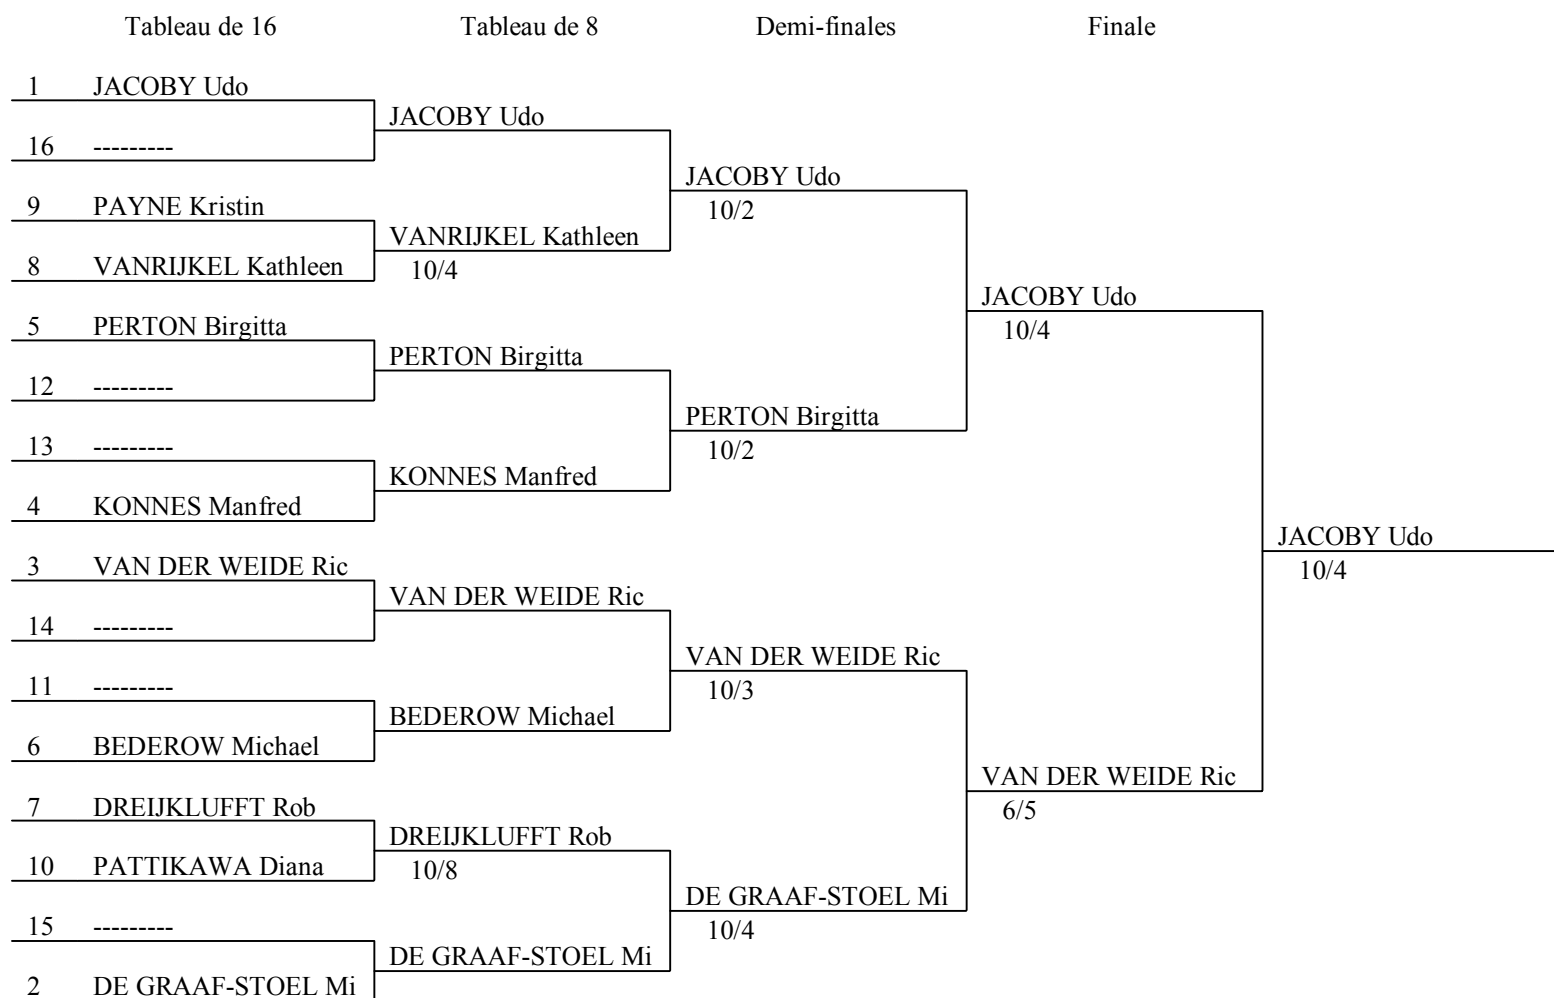 Tableau de 16 Tableau de 8 Demi-finales Finale
1 JACOBY Udo
JACOBY Udo
16 ---------
JACOBY Udo
9 PAYNE Kristin
10/2
VANRIJKEL Kathleen
8 VANRIJKEL Kathleen
10/4
JACOBY Udo
5 PERTON Birgitta
10/4
PERTON Birgitta
12 ---------
PERTON Birgitta
13 ---------
10/2
KONNES Manfred
4 KONNES Manfred
JACOBY Udo
3 VAN DER WEIDE Ric
10/4
VAN DER WEIDE Ric
14 ---------
VAN DER WEIDE Ric
11 ---------
10/3
BEDEROW Michael
6 BEDEROW Michael
VAN DER WEIDE Ric
7 DREIJKLUFFT Rob
6/5
DREIJKLUFFT Rob
10 PATTIKAWA Diana
10/8
DE GRAAF-STOEL Mi
15 ---------
10/4
DE GRAAF-STOEL Mi
2 DE GRAAF-STOEL Mi